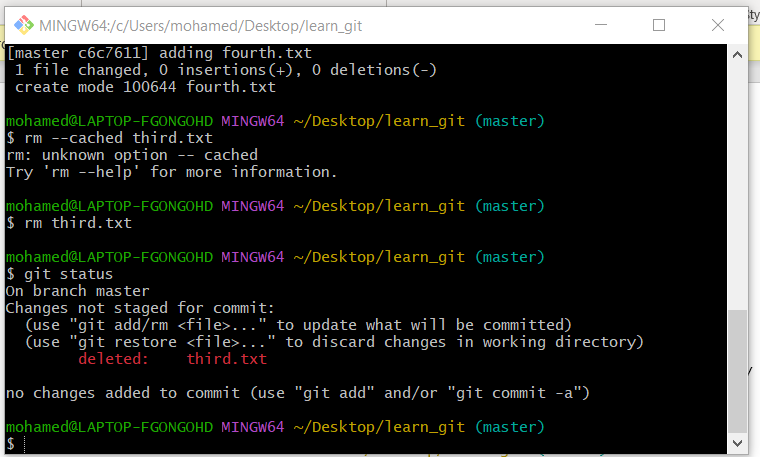 MINGW64:/c/Users/mohamed/Desktop/learn_git
[master c6c7611] adding fourth.txt
 1 file changed, 0 insertions(+), 0 deletions(-)
 create mode 100644 fourth.txt
mohamed@LAPTOP-FGONGOHD MINGW64 ~/Desktop/learn_git (master)
$ rm --cached third.txt
rm: unknown option -- cached
Try 'rm --help' for more information.
mohamed@LAPTOP-FGONGOHD MINGW64 ~/Desktop/learn_git (master)
$ rm third.txt
mohamed@LAPTOP-FGONGOHD MINGW64 ~/Desktop/learn_git (master)
$ git status
On branch master
Changes not staged for commit:
  (use "git add/rm <file>..." to update what will be committed)
  (use "git restore <file>..." to discard changes in working directory)
        deleted:    third.txt
no changes added to commit (use "git add" and/or "git commit -a")
mohamed@LAPTOP-FGONGOHD MINGW64 ~/Desktop/learn_git (master)
$